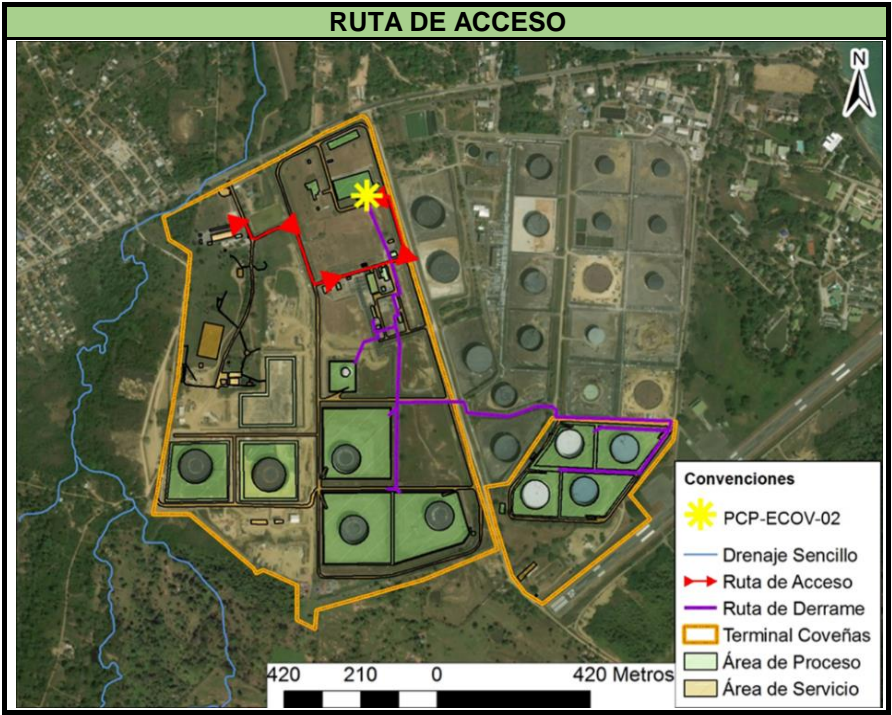 RUTA DE ACCESO
N
Convenciones
PCP-ECOV-02
Drenaje Sencillo
Ruta de Acceso
Ruta de Derrame
Terminal Coveñas
Área de Proceso
Área de Servicio
420 210 0 420 Metros